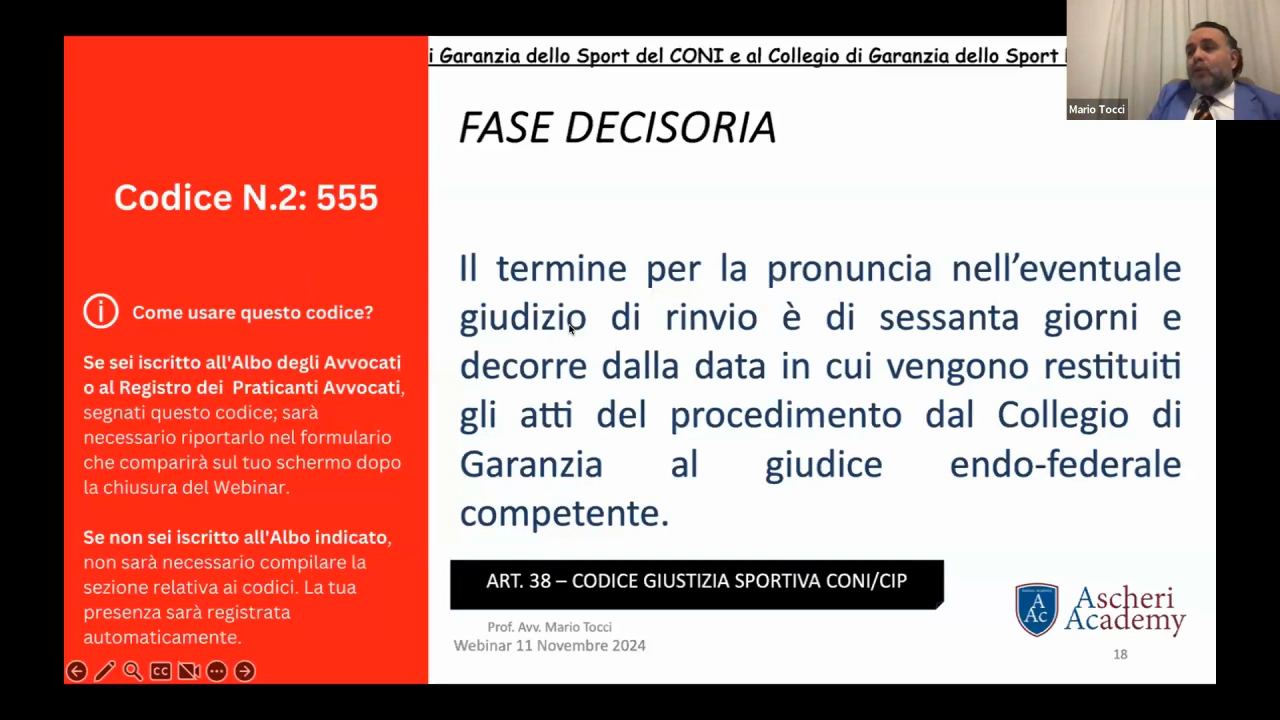 i Garanzia dello Sport del CONI e al Collegio di Garanzia dello Sport
Mario Tocci
FASE DECISORIA
Codice N.2: 555
Il termine per la pronuncia nell’eventuale
giudizio di rinvio è di sessanta giorni e
decorre dalla data in cui vengono restituiti
gli atti del procedimento dal Collegio di
Garanzia al giudice endo-federale
competente.
Come usare questo codice?
Se sei iscritto all'Albo degli Avvocati
o al Registro dei Praticanti Avvocati,
segnati questo codice; sarà
necessario riportarlo nel formulario
che comparirà sul tuo schermo dopo
la chiusura del Webinar.
Se non sei iscritto all'Albo indicato,
non sarà necessario compilare la
sezione relativa ai codici. La tua
presenza sarà registrata
automaticamente.
ART. 38 – CODICE GIUSTIZIA SPORTIVA CONI/CIP
Prof. Avv. Mario Tocci
Webinar 11 Novembre 2024
A
Ac
Ascheri
Academy
18
CC